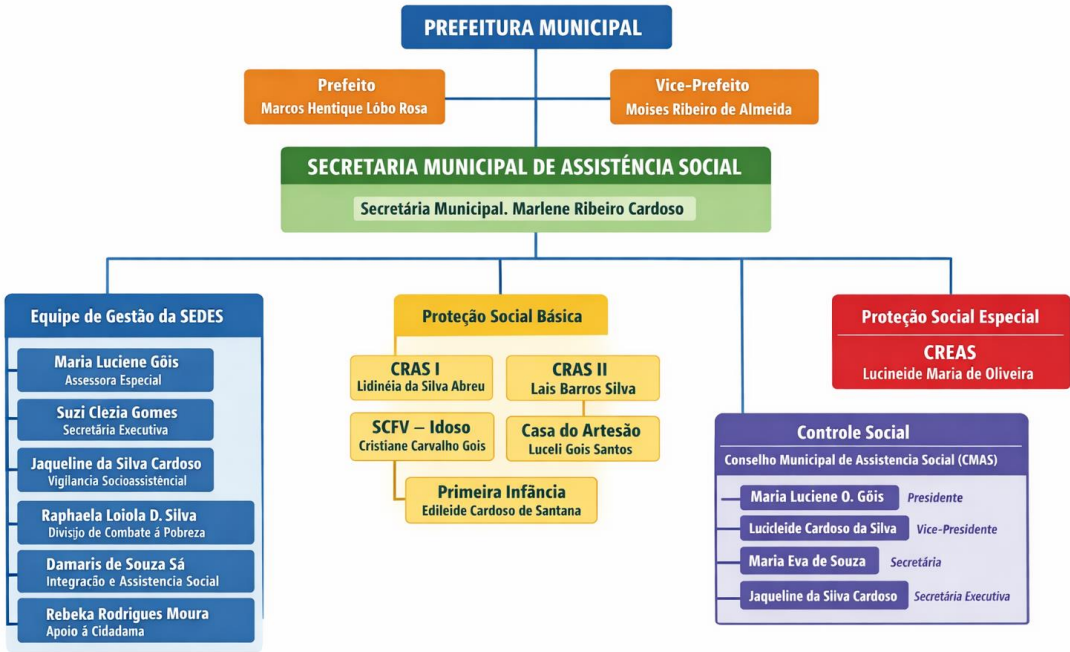 PREFEITURA MUNICIPAL
Prefeito
Marcos Hentique Lóbo Rosa
Vice-Prefeito
Moises Ribeiro de Almeida
SECRETARIA MUNICIPAL DE ASSISTÉNCIA SOCIAL
Secretária Municipal. Marlene Ribeiro Cardoso
Equipe de Gestão da SEDES
Maria Luciene Gôis
Assessora Especial
Suzi Clezia Gomes
Secretária Executiva
Jaqueline da Silva Cardoso
Vigilancia Socioassistêncial
Raphaela Loiola D. Silva
Divisjo de Combate á Pobreza
Damaris de Souza Sá
Integração e Assistencia Social
Rebeka Rodrigues Moura
Apoio á Cidadama
Proteção Social Básica
CRAS I
Lidinéia da Silva Abreu
CRAS II
Lais Barros Silva
SCFV – Idoso
Cristiane Carvalho Gois
Casa do Artesão
Luceli Gois Santos
Primeira Infãncia
Edileide Cardoso de Santana
Proteção Social Especial
CREAS
Lucineide Maria de Oliveira
Controle Social
Conselho Municipal de Assistencia Social (CMAS)
Maria Luciene O. Gõis Presidente
Lucicleide Cardoso da Silva Vice-Presidente
Maria Eva de Souza Secretária
Jaqueline da Siiva Cardoso Secretária Executiva